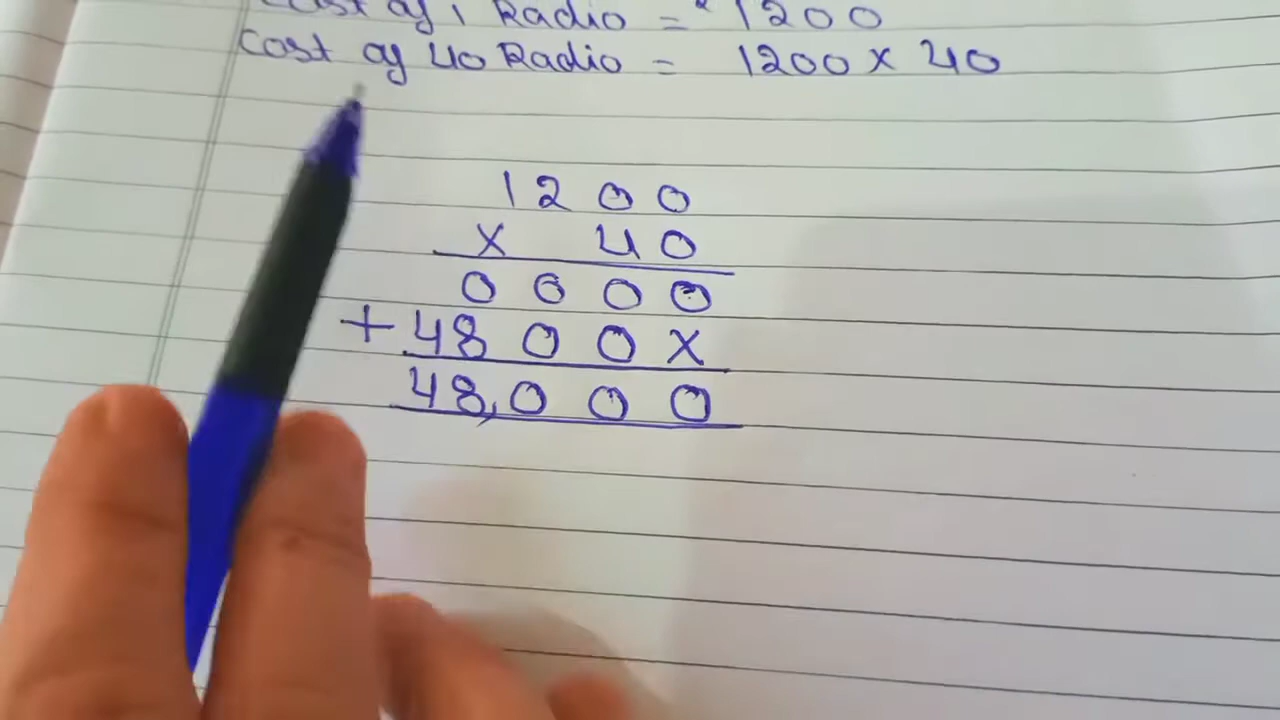 Cost of 1 Radio = ₹ 1200
Cost of 40 Radio = 1200 × 40
1200
× 40
0000
+ 4800×
48,000